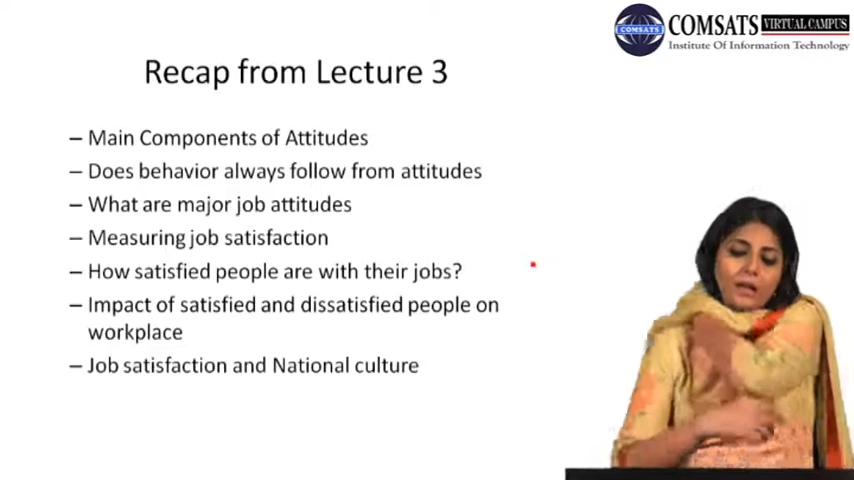 COMSATS
COMSATS VIRTUAL CAMPUS
Institute Of Information Technology
Recap from Lecture 3
– Main Components of Attitudes
– Does behavior always follow from attitudes
– What are major job attitudes
– Measuring job satisfaction
– How satisfied people are with their jobs?
– Impact of satisfied and dissatisfied people on
workplace
– Job satisfaction and National culture